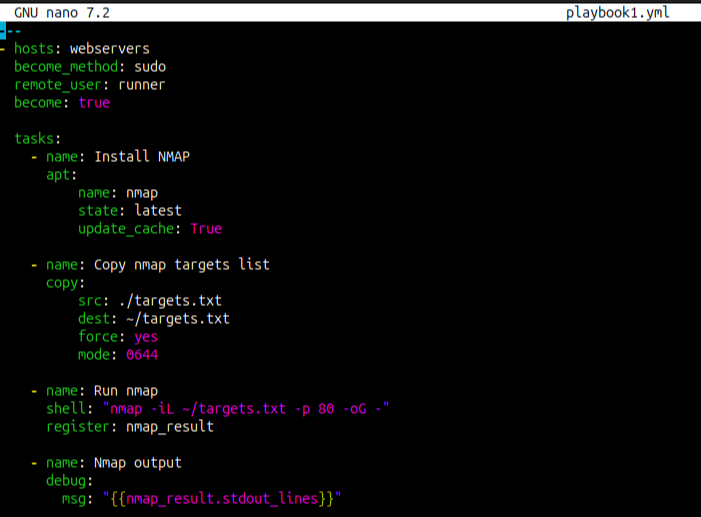 GNU nano 7.2 playbook1.yml
---
- hosts: webservers
  become_method: sudo
  remote_user: runner
  become: true

  tasks:
    - name: Install NMAP
      apt:
          name: nmap
          state: latest
          update_cache: True

    - name: Copy nmap targets list
      copy:
          src: ./targets.txt
          dest: ~/targets.txt
          force: yes
          mode: 0644

    - name: Run nmap
      shell: "nmap -iL ~/targets.txt -p 80 -oG -"
      register: nmap_result

    - name: Nmap output
      debug:
        msg: "{{nmap_result.stdout_lines}}"